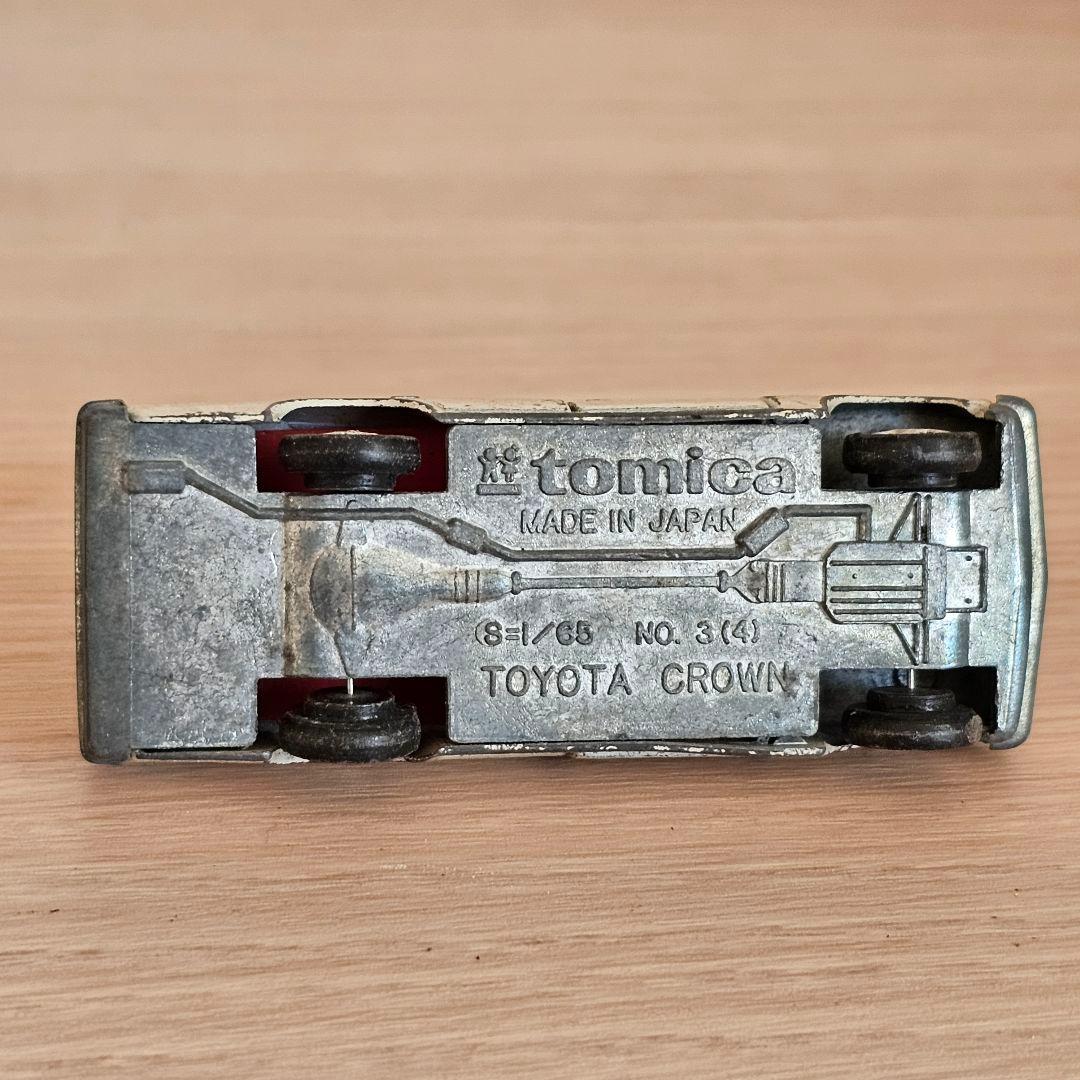 tomica
MADE IN JAPAN
S=1/65 NO. 3(4)
TOYOTA CROWN